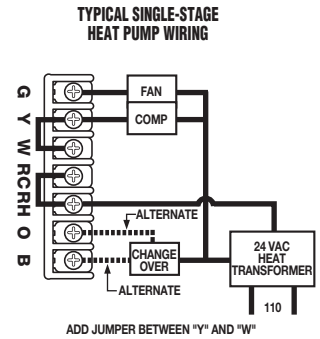 TYPICAL SINGLE-STAGE
HEAT PUMP WIRING
G
Y
W
RC
RH
O
B
FAN
COMP
ALTERNATE
CHANGE
OVER
ALTERNATE
24 VAC
HEAT
TRANSFORMER
110
ADD JUMPER BETWEEN "Y" AND "W"